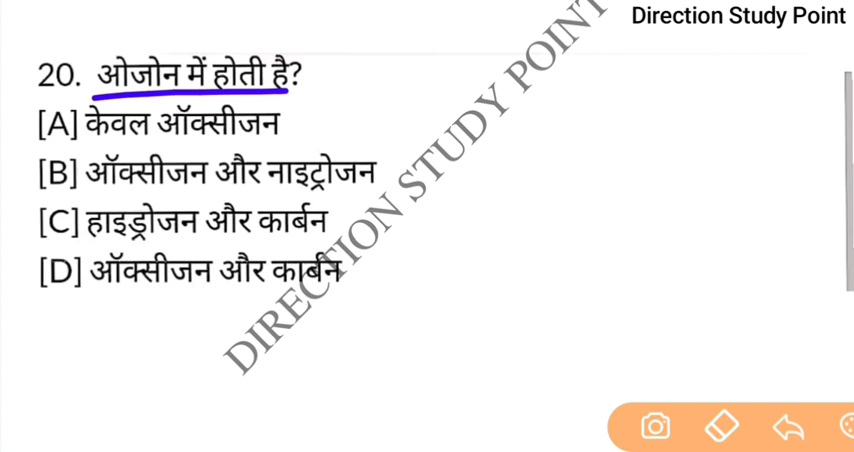 Direction Study Point
20. ओजोन में होती है?
[A] केवल ऑक्सीजन
[B] ऑक्सीजन और नाइट्रोजन
[C] हाइड्रोजन और कार्बन
[D] ऑक्सीजन और कार्बन
DIRECTION STUDY POINT